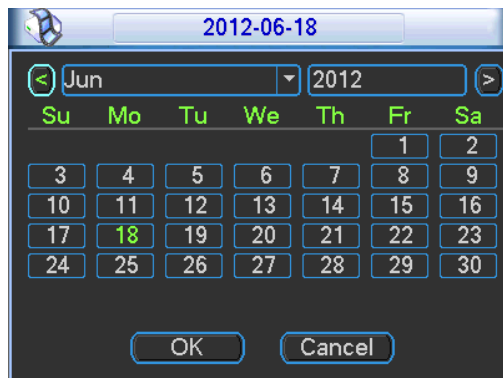 2012-06-18
< Jun 2012 >
Su Mo Tu We Th Fr Sa
1 2
3 4 5 6 7 8 9
10 11 12 13 14 15 16
17 18 19 20 21 22 23
24 25 26 27 28 29 30
OK Cancel